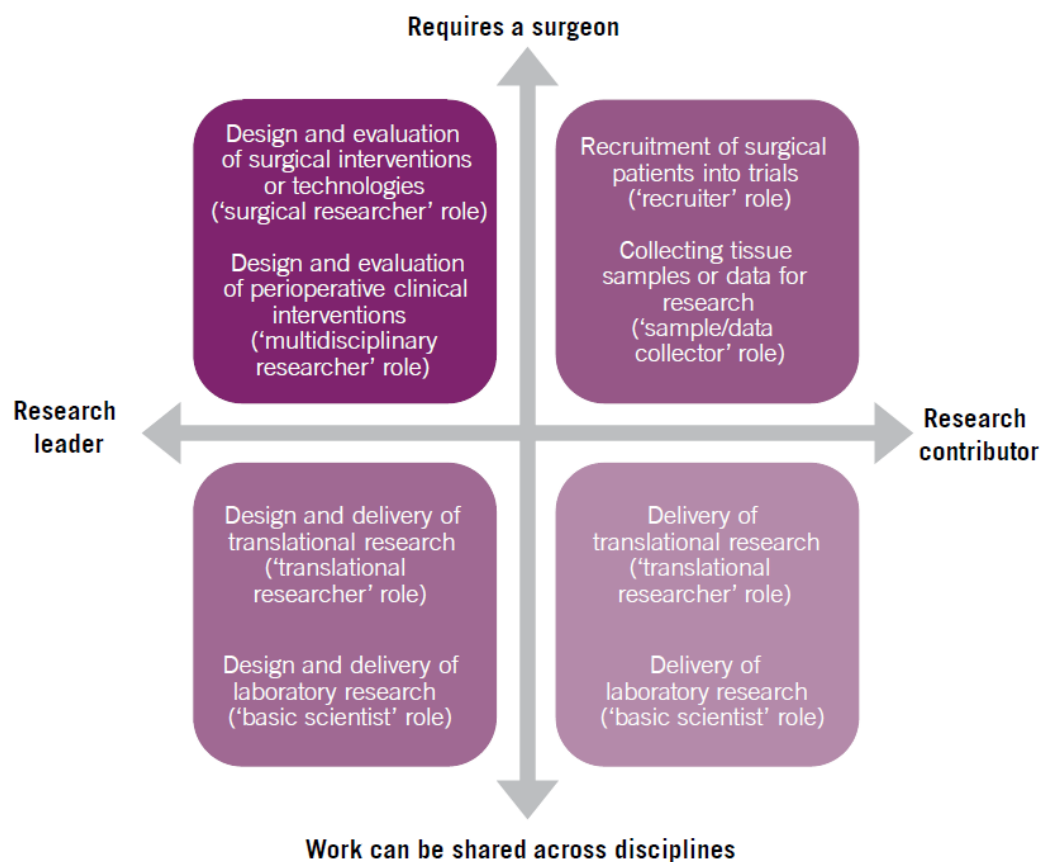 Requires a surgeon
Design and evaluation
of surgical interventions
or technologies
(‘surgical researcher’ role)
Design and evaluation
of perioperative clinical
interventions
(‘multidisciplinary
researcher’ role)
Recruitment of surgical
patients into trials
(‘recruiter’ role)
Collecting tissue
samples or data for
research
(‘sample/data
collector’ role)
Research
leader
Research
contributor
Design and delivery of
translational research
(‘translational
researcher’ role)
Design and delivery of
laboratory research
(‘basic scientist’ role)
Delivery of
translational research
(‘translational
researcher’ role)
Delivery of
laboratory research
(‘basic scientist’ role)
Work can be shared across disciplines